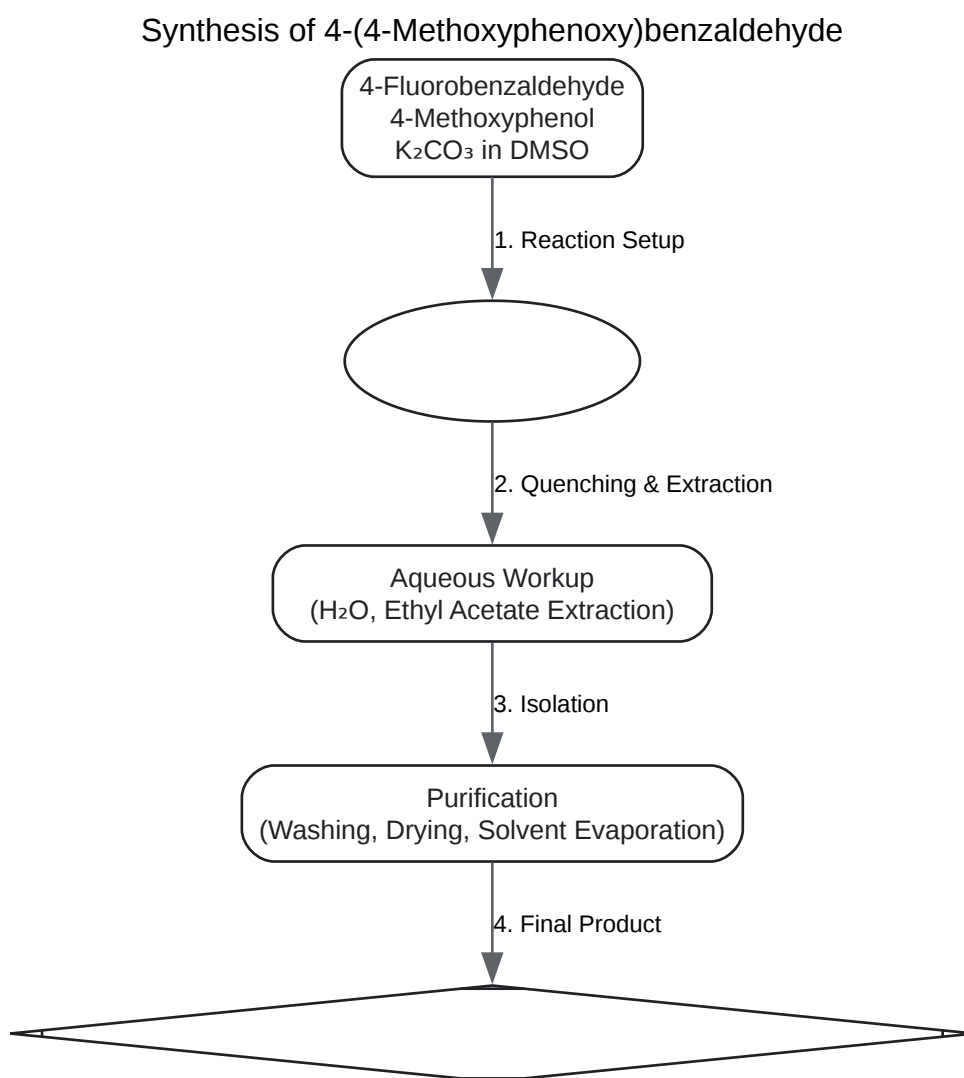 Synthesis of 4-(4-Methoxyphenoxy)benzaldehyde
4-Fluorobenzaldehyde
4-Methoxyphenol
K₂CO₃ in DMSO
1. Reaction Setup
2. Quenching & Extraction
Aqueous Workup
(H₂O, Ethyl Acetate Extraction)
3. Isolation
Purification
(Washing, Drying, Solvent Evaporation)
4. Final Product